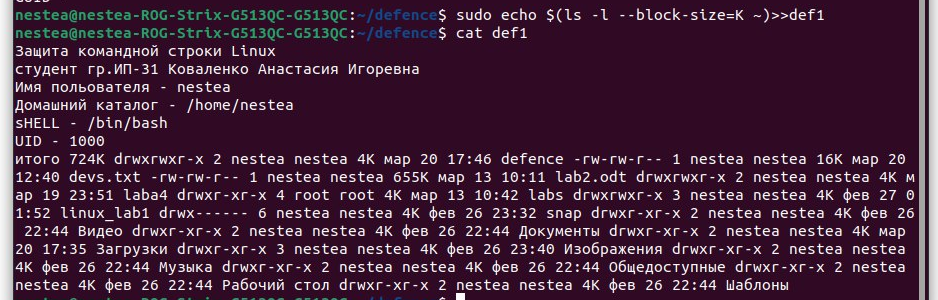 nestea@nestea-ROG-Strix-G513QC-G513QC:~/defence$ sudo echo $(ls -l --block-size=K ~)>>def1
nestea@nestea-ROG-Strix-G513QC-G513QC:~/defence$ cat def1
Защита командной строки Linux
студент гр.ИП-31 Коваленко Анастасия Игоревна
Имя пользователя - nestea
Домашний каталог - /home/nestea
sHELL - /bin/bash
UID - 1000
итого 724K drwxrwxr-x 2 nestea nestea 4K мар 20 17:46 defence -rw-rw-r-- 1 nestea nestea 16K мар 20
12:40 devs.txt -rw-rw-r-- 1 nestea nestea 655K мар 13 10:11 lab2.odt drwxrwxr-x 2 nestea nestea 4K м
ар 19 23:51 laba4 drwxr-xr-x 4 root root 4K мар 13 10:42 labs drwxrwxr-x 3 nestea nestea 4K фев 27 0
1:52 linux_lab1 drwx------ 6 nestea nestea 4K фев 26 23:32 snap drwxr-xr-x 2 nestea nestea 4K фев 26
22:44 Видео drwxr-xr-x 2 nestea nestea 4K фев 26 22:44 Документы drwxr-xr-x 2 nestea nestea 4K мар
20 17:35 Загрузки drwxr-xr-x 3 nestea nestea 4K фев 26 23:40 Изображения drwxr-xr-x 2 nestea nestea
4K фев 26 22:44 Музыка drwxr-xr-x 2 nestea nestea 4K фев 26 22:44 Общедоступные drwxr-xr-x 2 nestea
nestea 4K фев 26 22:44 Рабочий стол drwxr-xr-x 2 nestea nestea 4K фев 26 22:44 Шаблоны